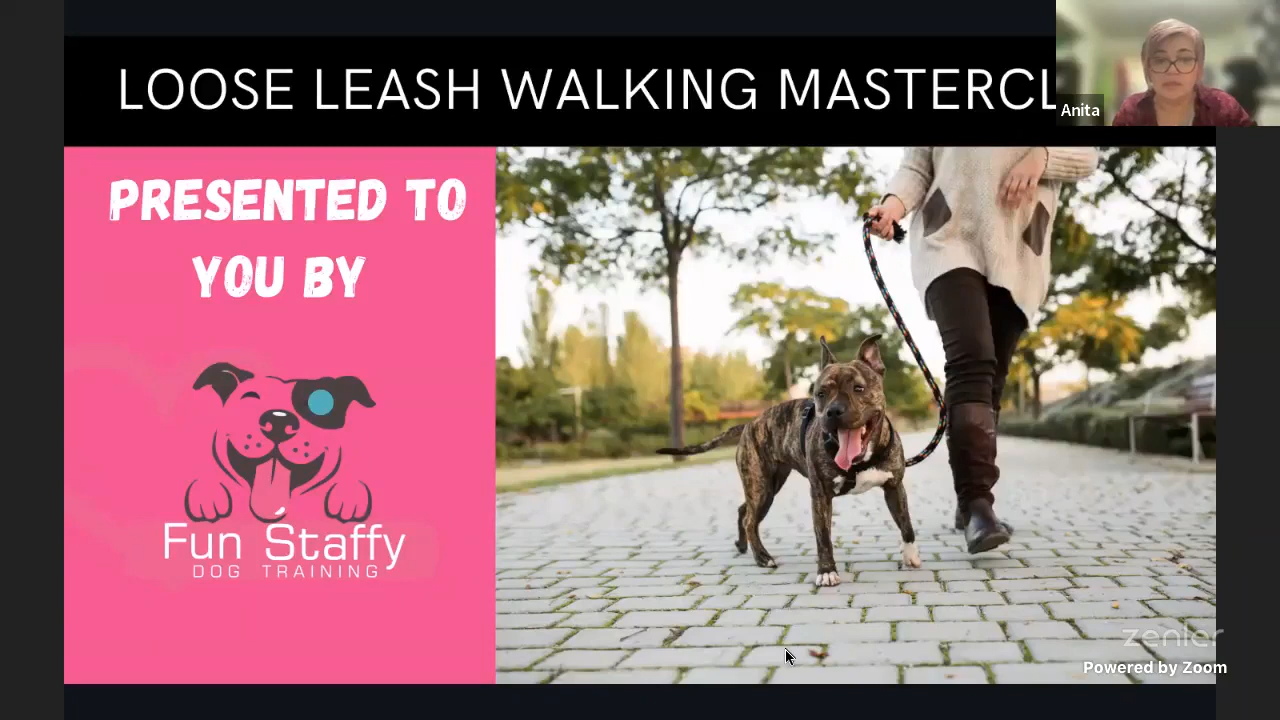 LOOSE LEASH WALKING MASTERCL
Anita
PRESENTED TO
YOU BY
Fun Staffy
DOG TRAINING
zenler
Powered by Zoom